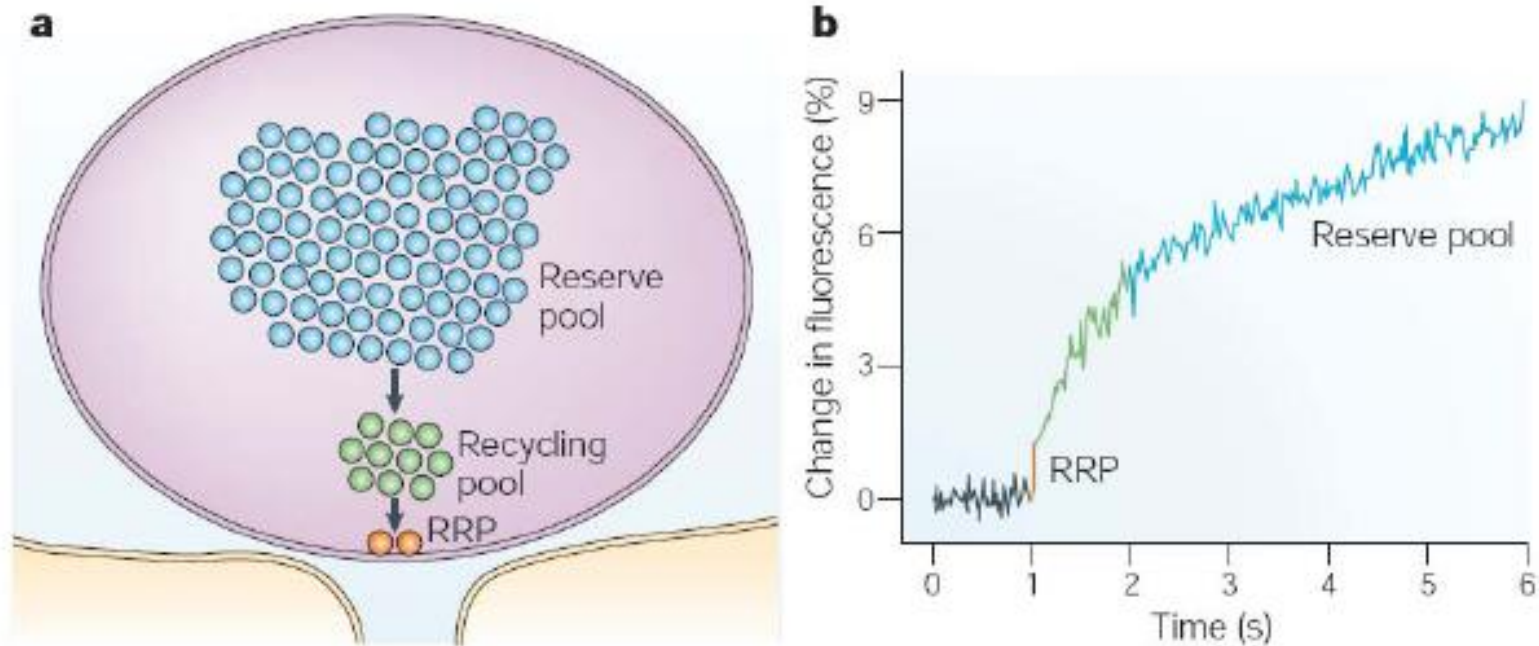 a
Reserve
pool
Recycling
pool
RRP
b
Change in fluorescence (%)
9
6
3
0
Reserve pool
RRP
0 1 2 3 4 5 6
Time (s)